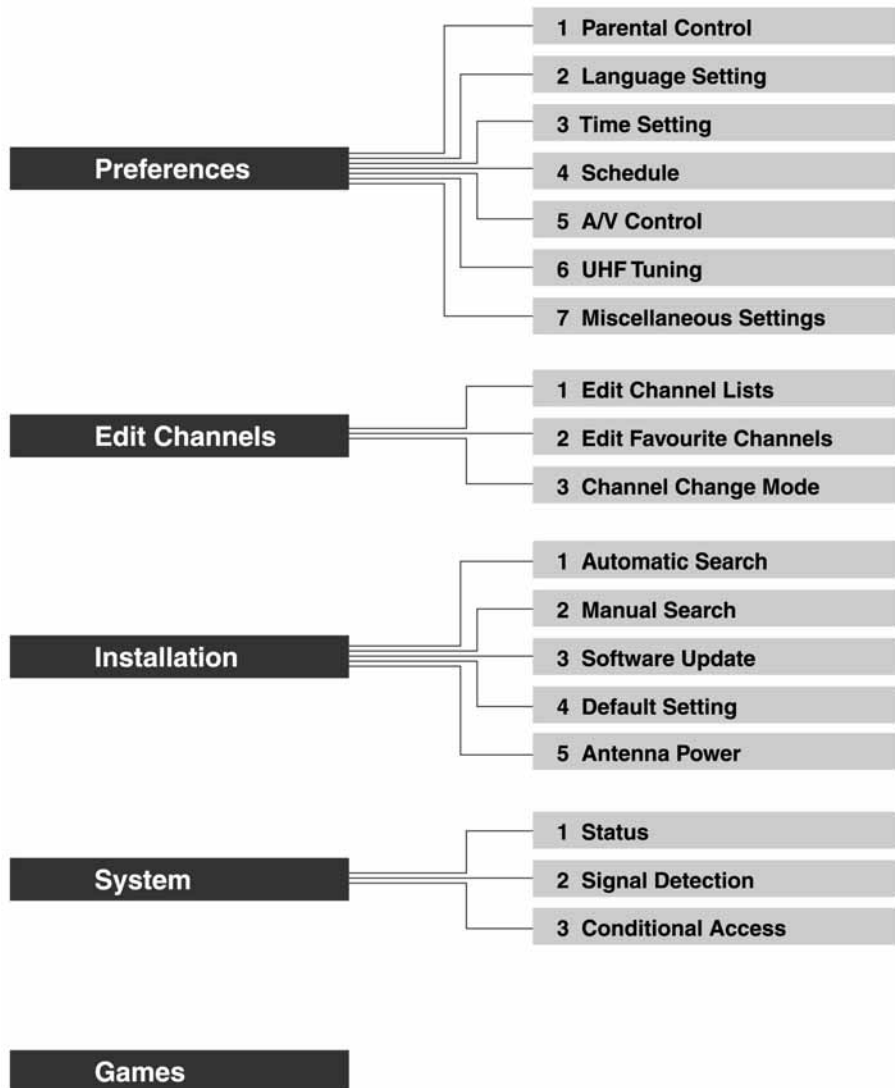 Preferences
1 Parental Control
2 Language Setting
3 Time Setting
4 Schedule
5 A/V Control
6 UHF Tuning
7 Miscellaneous Settings
Edit Channels
1 Edit Channel Lists
2 Edit Favourite Channels
3 Channel Change Mode
Installation
1 Automatic Search
2 Manual Search
3 Software Update
4 Default Setting
5 Antenna Power
System
1 Status
2 Signal Detection
3 Conditional Access
Games